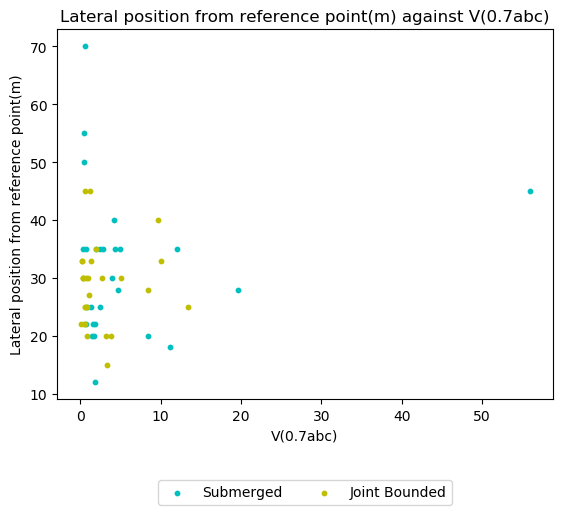 Lateral position from reference point(m) against V(0.7abc)
Lateral position from reference point(m)
70
60
50
40
30
20
10
0 10 20 30 40 50
V(0.7abc)
Submerged Joint Bounded